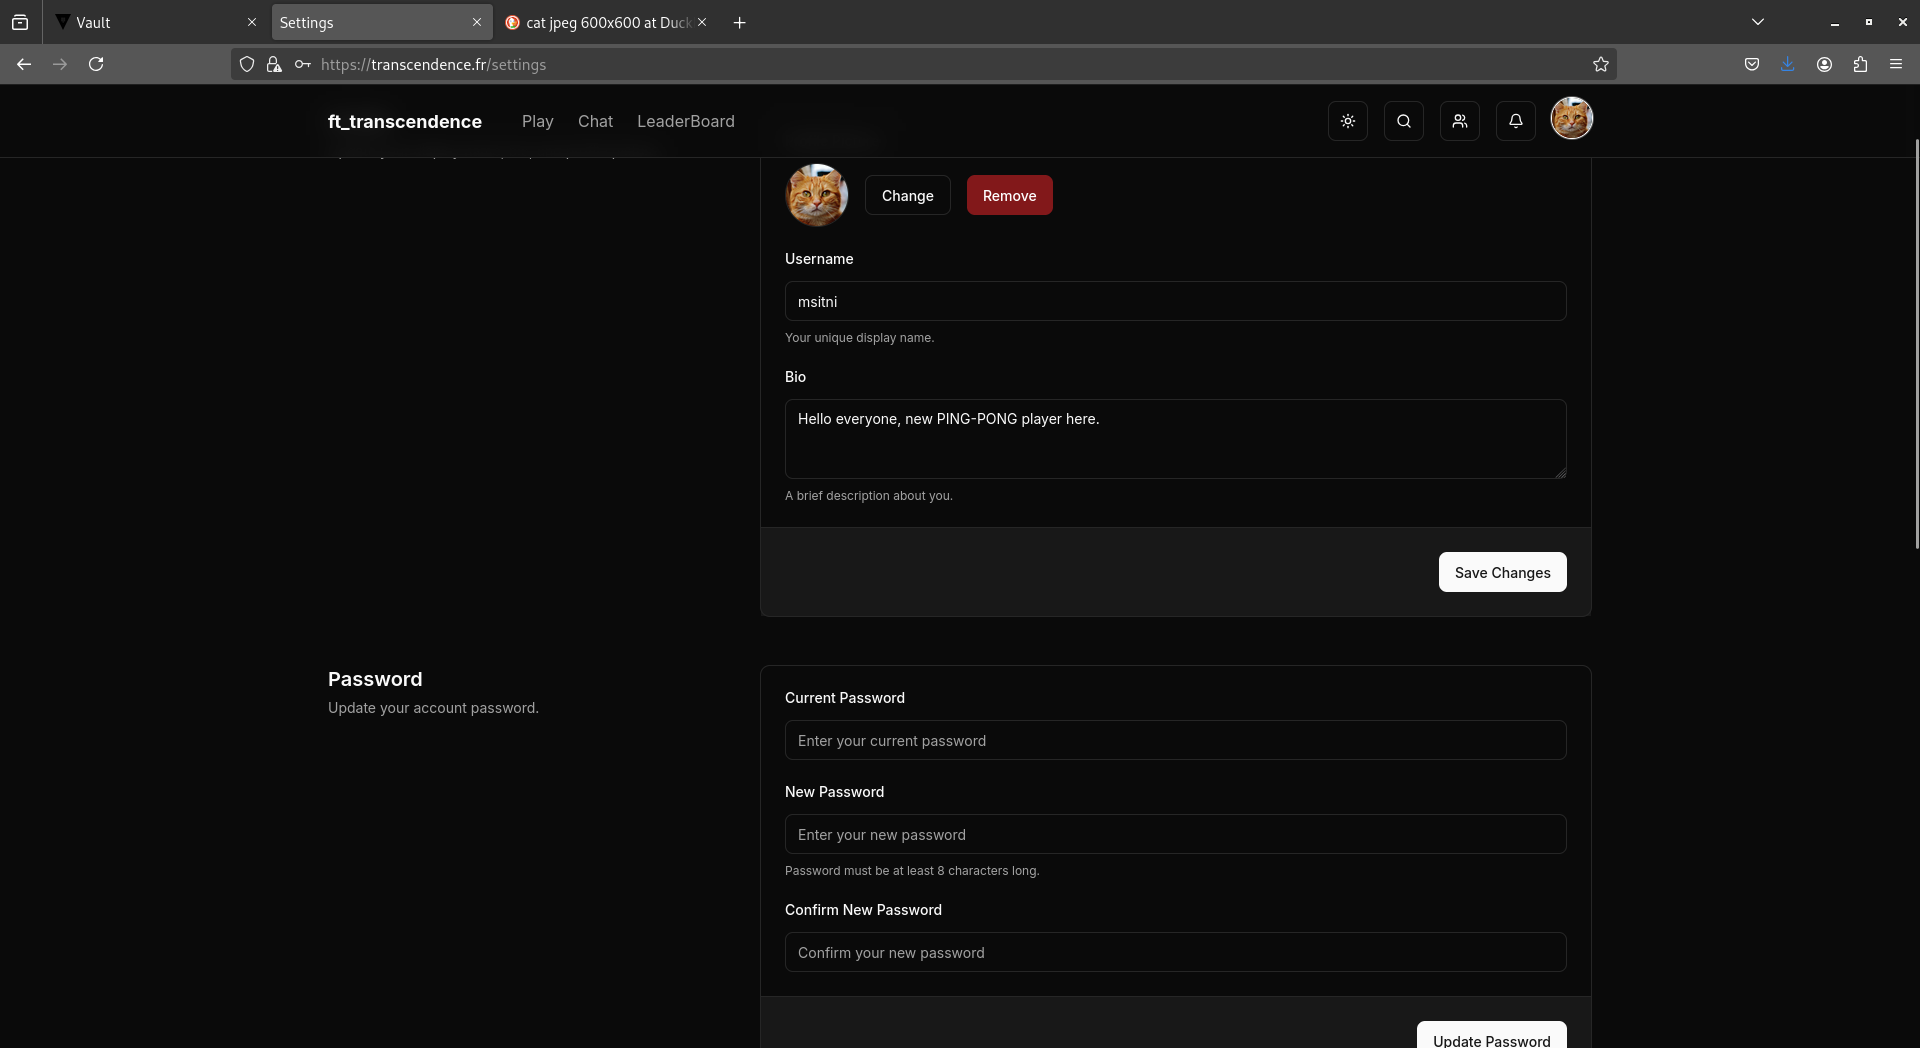 Vault
Settings
cat jpeg 600x600 at Duck
https://transcendence.fr/settings
ft_transcendence
Play
Chat
LeaderBoard
Change
Remove
Username
msitni
Your unique display name.
Bio
Hello everyone, new PING-PONG player here.
A brief description about you.
Save Changes
Password
Update your account password.
Current Password
Enter your current password
New Password
Enter your new password
Password must be at least 8 characters long.
Confirm New Password
Confirm your new password
Update Password